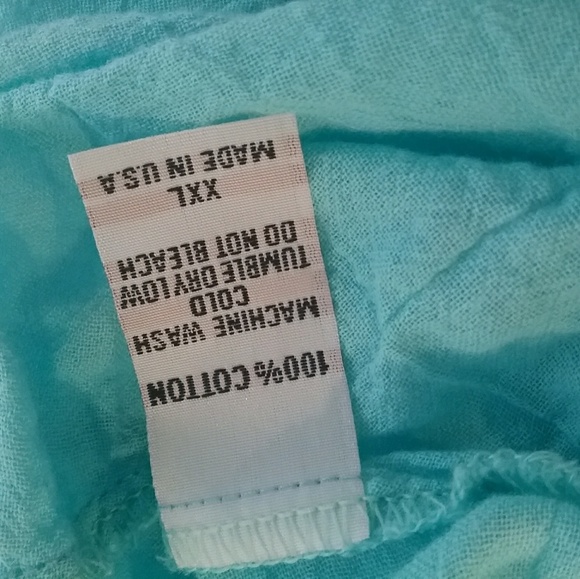 100% COTTON
MACHINE WASH
COLD
TUMBLE DRY LOW
DO NOT BLEACH
XXL
MADE IN U.S.A